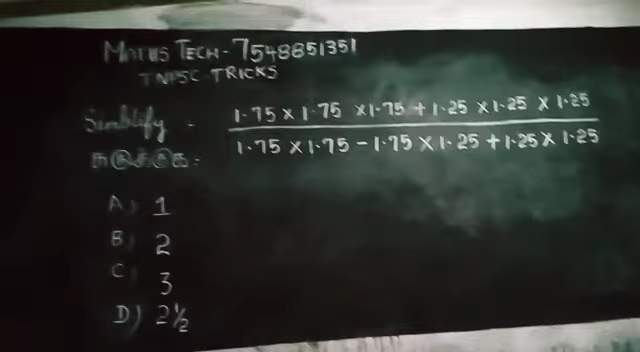 MATHS TECH - 7548651351
TNPSC TRICKS
Simplify - 1.75 × 1.75 × 1.75 + 1.25 × 1.25 × 1.25
1.75 × 1.75 - 1.75 × 1.25 + 1.25 × 1.25
A) 1
B) 2
C) 3
D) 2½